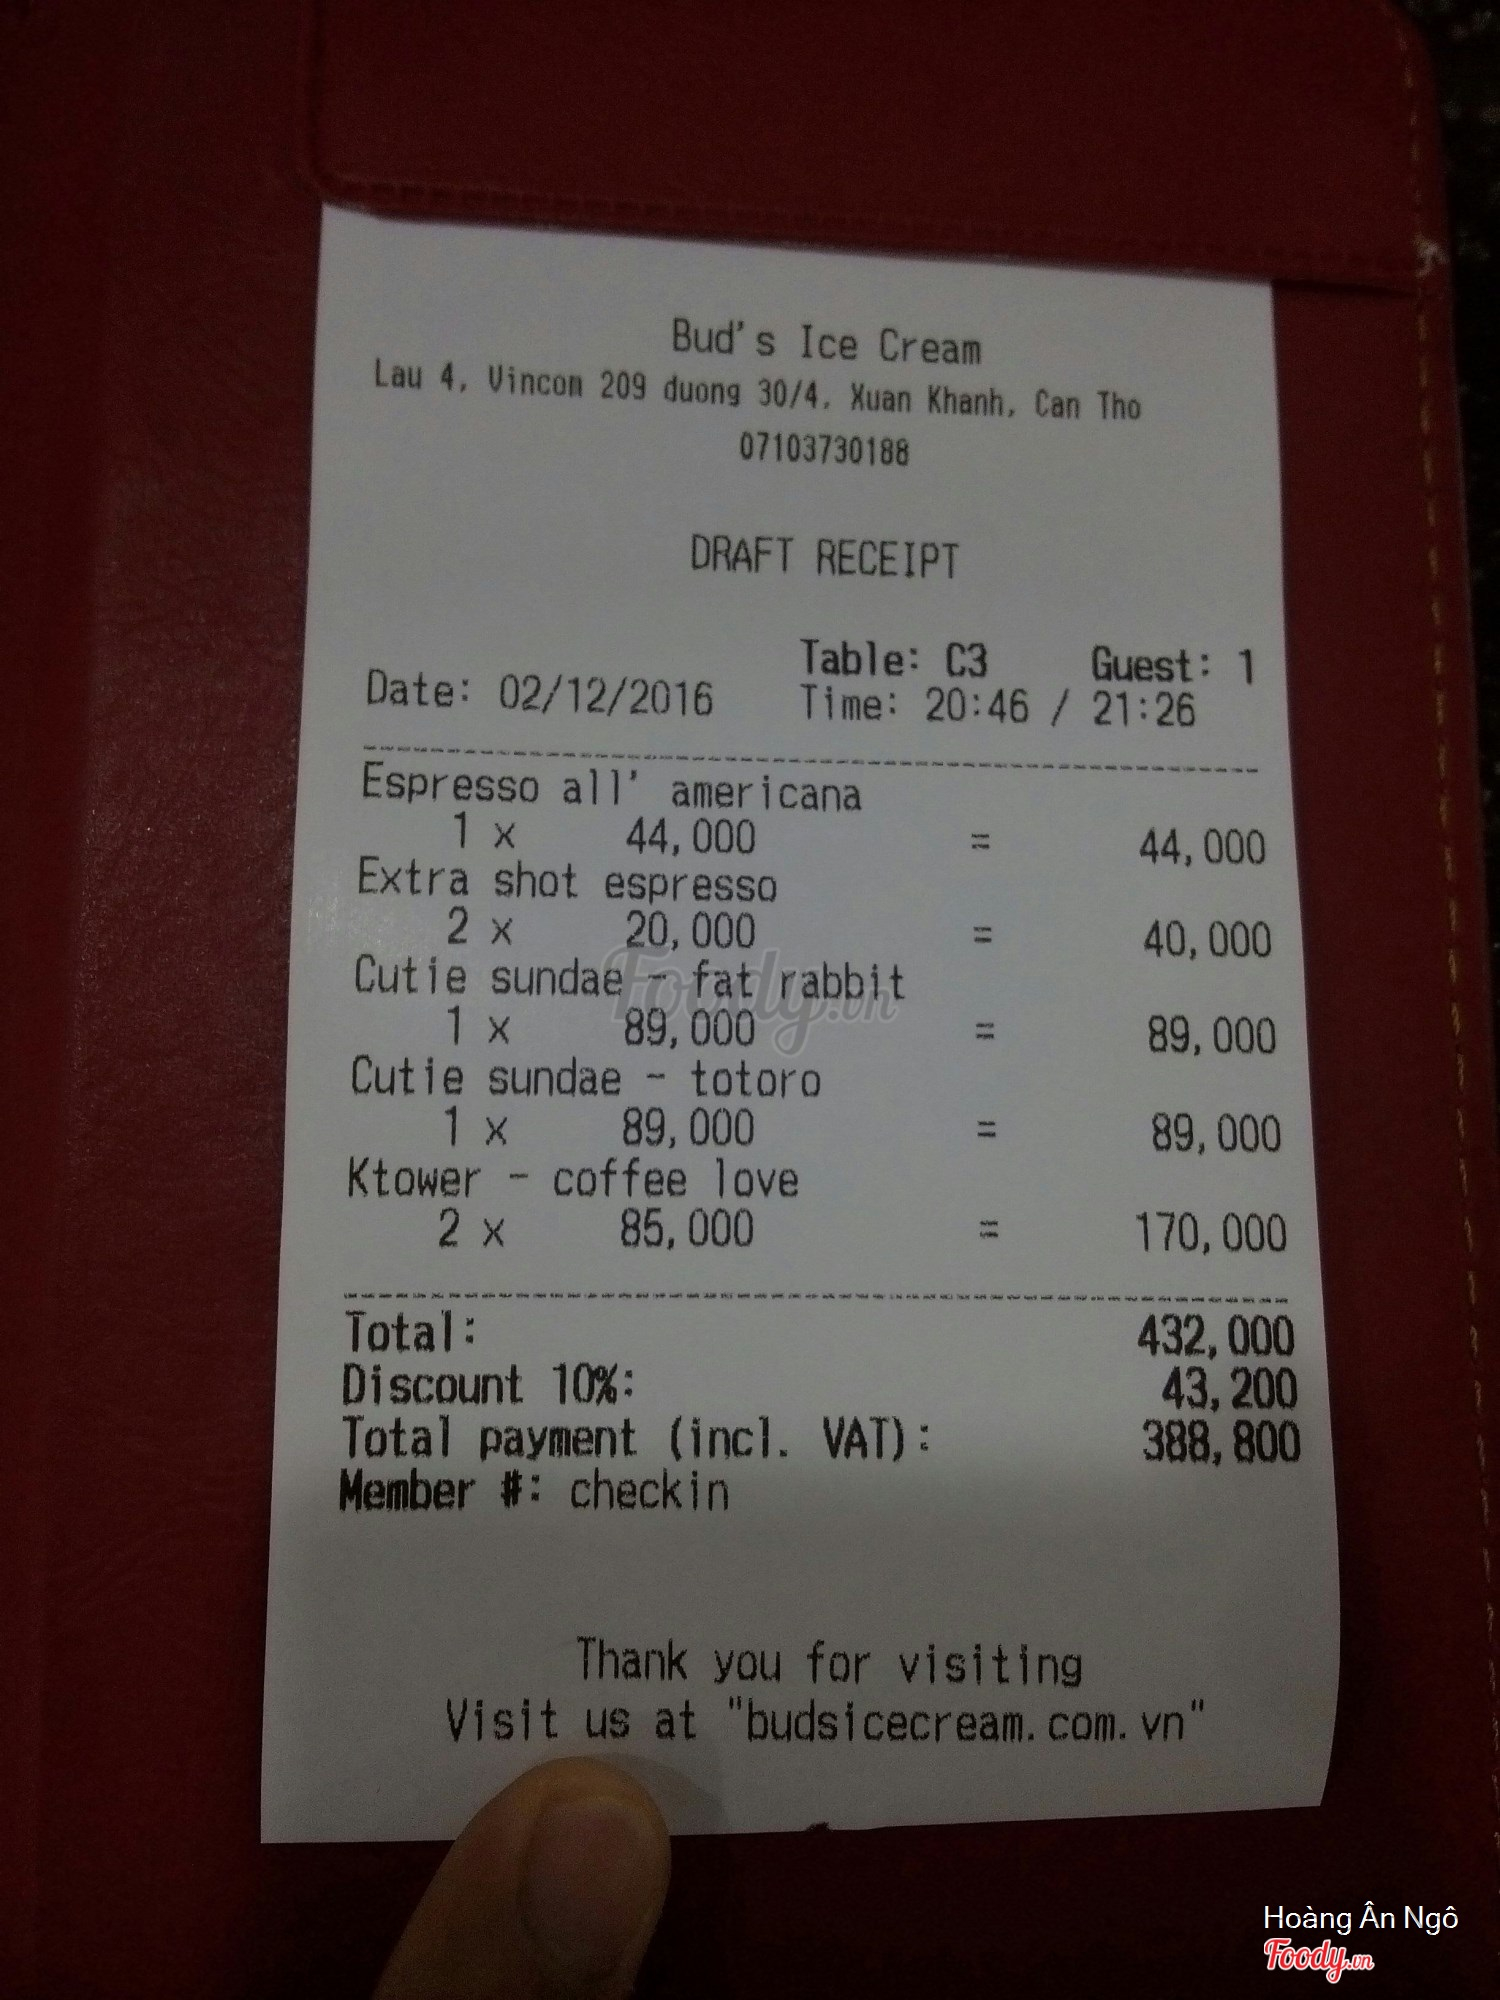 Bud's Ice Cream
Lau 4, Vincom 209 duong 30/4, Xuan Khanh, Can Tho
07103730188
DRAFT RECEIPT
Table: C3 Guest: 1
Date: 02/12/2016 Time: 20:46 / 21:26
Espresso all' americana
1 x 44,000 = 44,000
Extra shot espresso
2 x 20,000 = 40,000
Cutie sundae - fat rabbit
1 x 89,000 = 89,000
Cutie sundae - totoro
1 x 89,000 = 89,000
Ktower - coffee love
2 x 85,000 = 170,000
Total: 432,000
Discount 10%: 43,200
Total payment (incl. VAT): 388,800
Member #: checkin
Thank you for visiting
Visit us at "budsicecream.com.vn"
Foody.vn
Hoàng Ân Ngô
Foody.vn